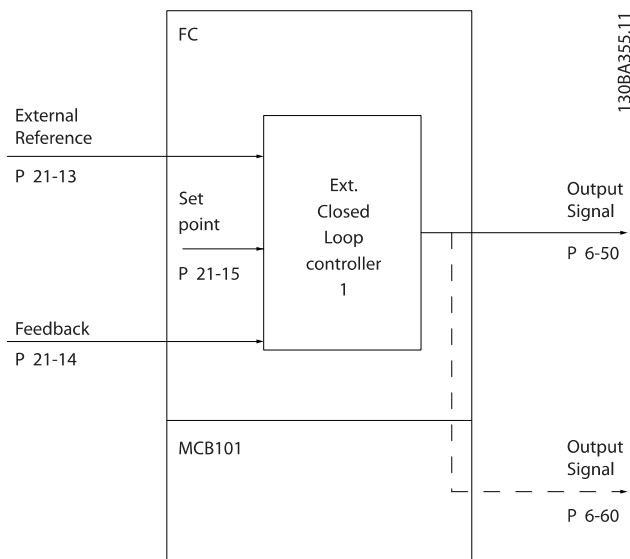 FC
130BA355.11
External
Reference
P 21-13
Set
point
P 21-15
Ext.
Closed
Loop
controller
1
Output
Signal
P 6-50
Feedback
P 21-14
MCB101
Output
Signal
P 6-60